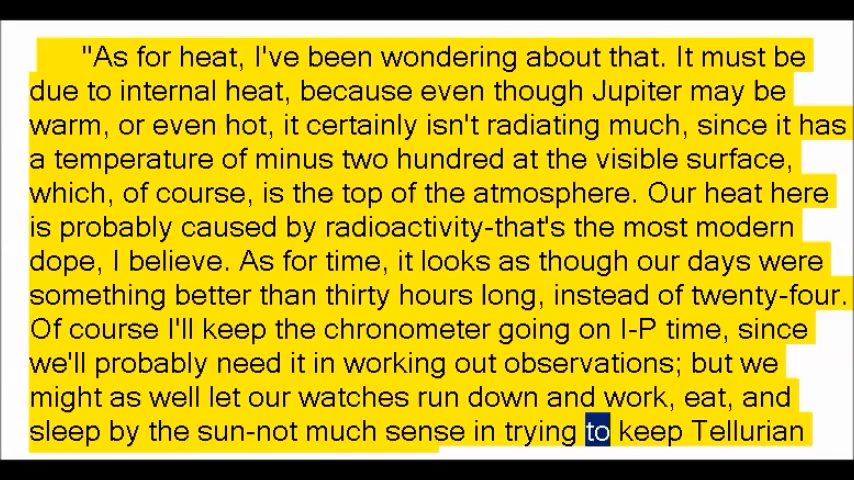 "As for heat, I've been wondering about that. It must be
due to internal heat, because even though Jupiter may be
warm, or even hot, it certainly isn't radiating much, since it has
a temperature of minus two hundred at the visible surface,
which, of course, is the top of the atmosphere. Our heat here
is probably caused by radioactivity-that's the most modern
dope, I believe. As for time, it looks as though our days were
something better than thirty hours long, instead of twenty-four.
Of course I'll keep the chronometer going on I-P time, since
we'll probably need it in working out observations; but we
might as well let our watches run down and work, eat, and
sleep by the sun-not much sense in trying to keep Tellurian